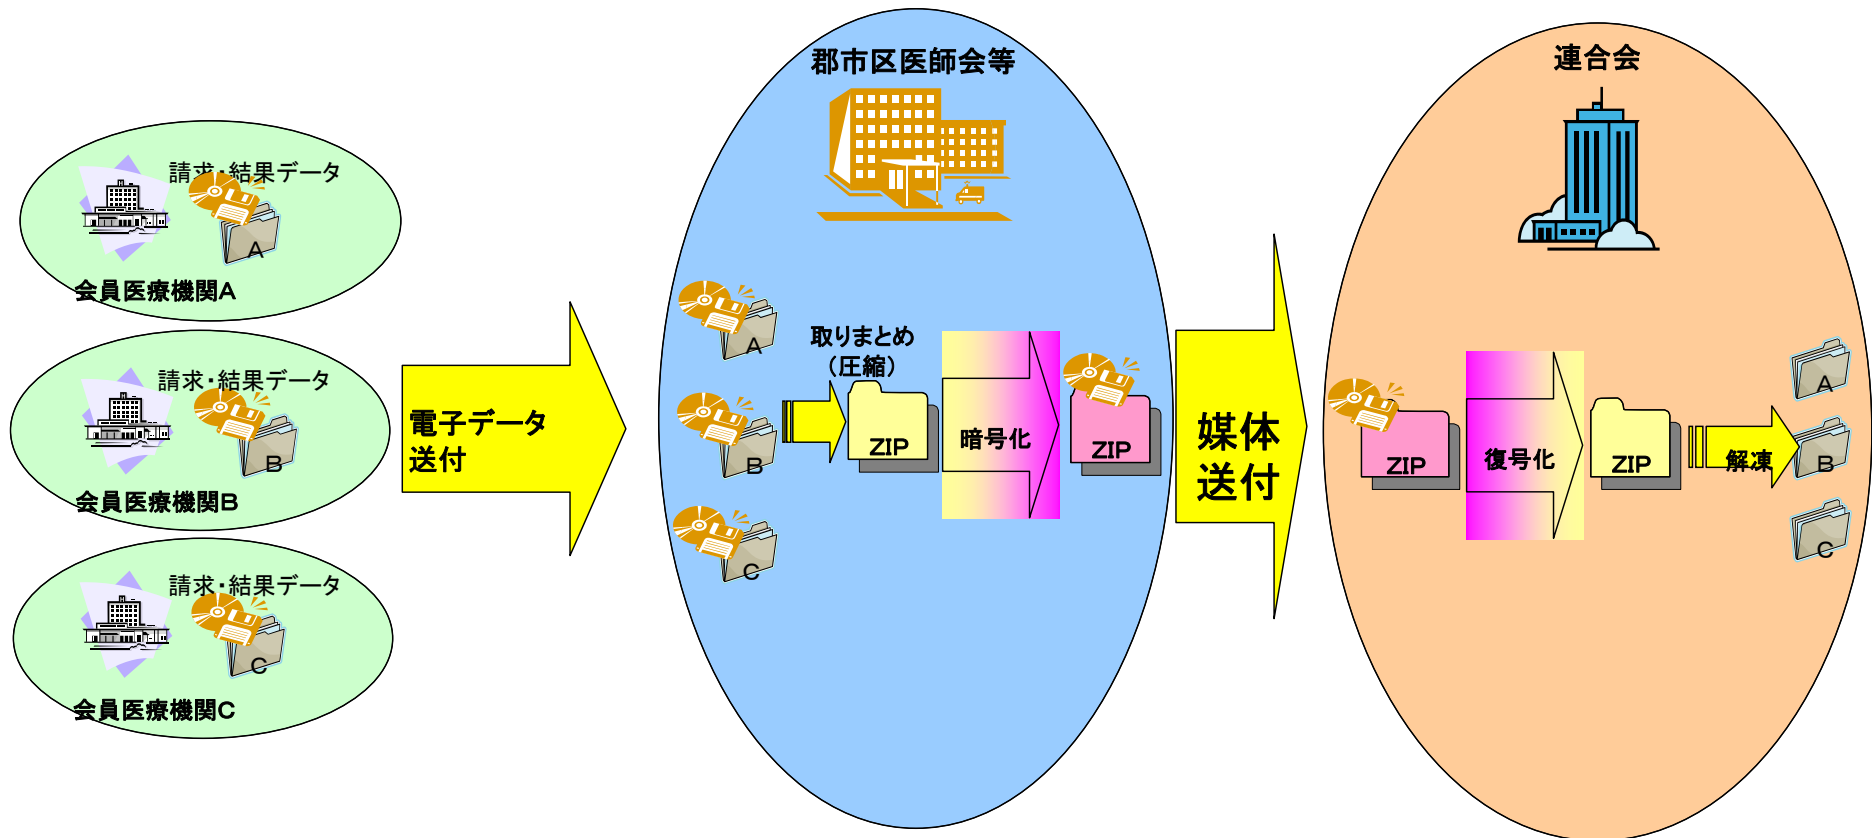 請求・結果データ
A
会員医療機関A
請求・結果データ
B
会員医療機関B
請求・結果データ
C
会員医療機関C
電子データ
送付
郡市区医師会等
A
B
C
取りまとめ
（圧縮）
ZIP
暗号化
ZIP
媒体
送付
連合会
ZIP
復号化
ZIP
解凍
A
B
C